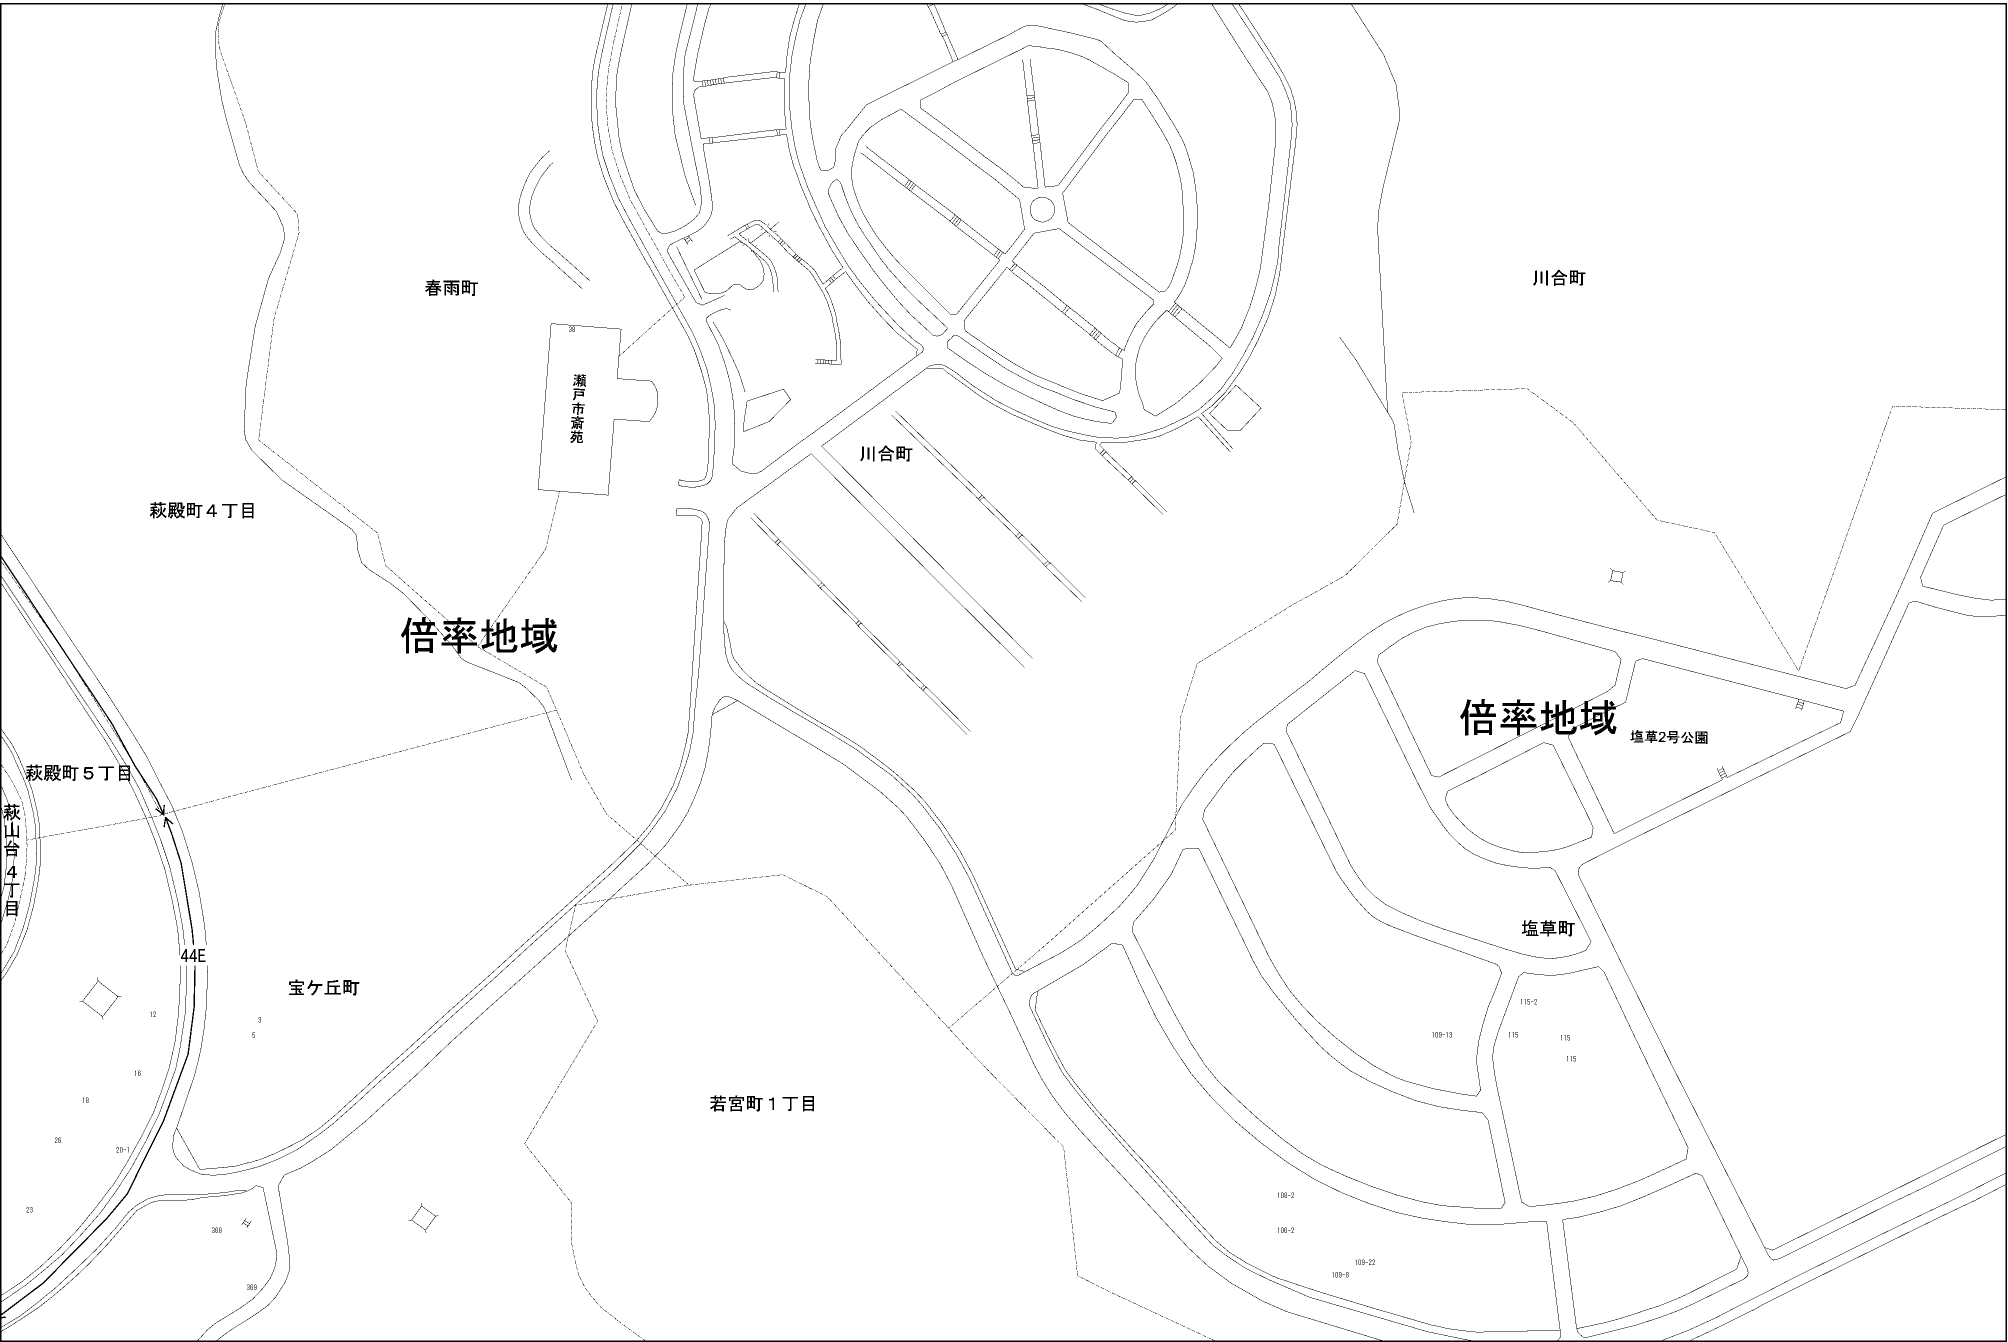 川合町
春雨町
38
瀬戸市斎苑
川合町
萩殿町４丁目
倍率地域
倍率地域
塩草2号公園
萩殿町５丁目
萩山台４丁目
塩草町
44E
宝ケ丘町
12
3
5
115-2
109-13
115
115
115
16
18
若宮町１丁目
26
20-1
108-2
23
368
106-2
109-22
109-8
369